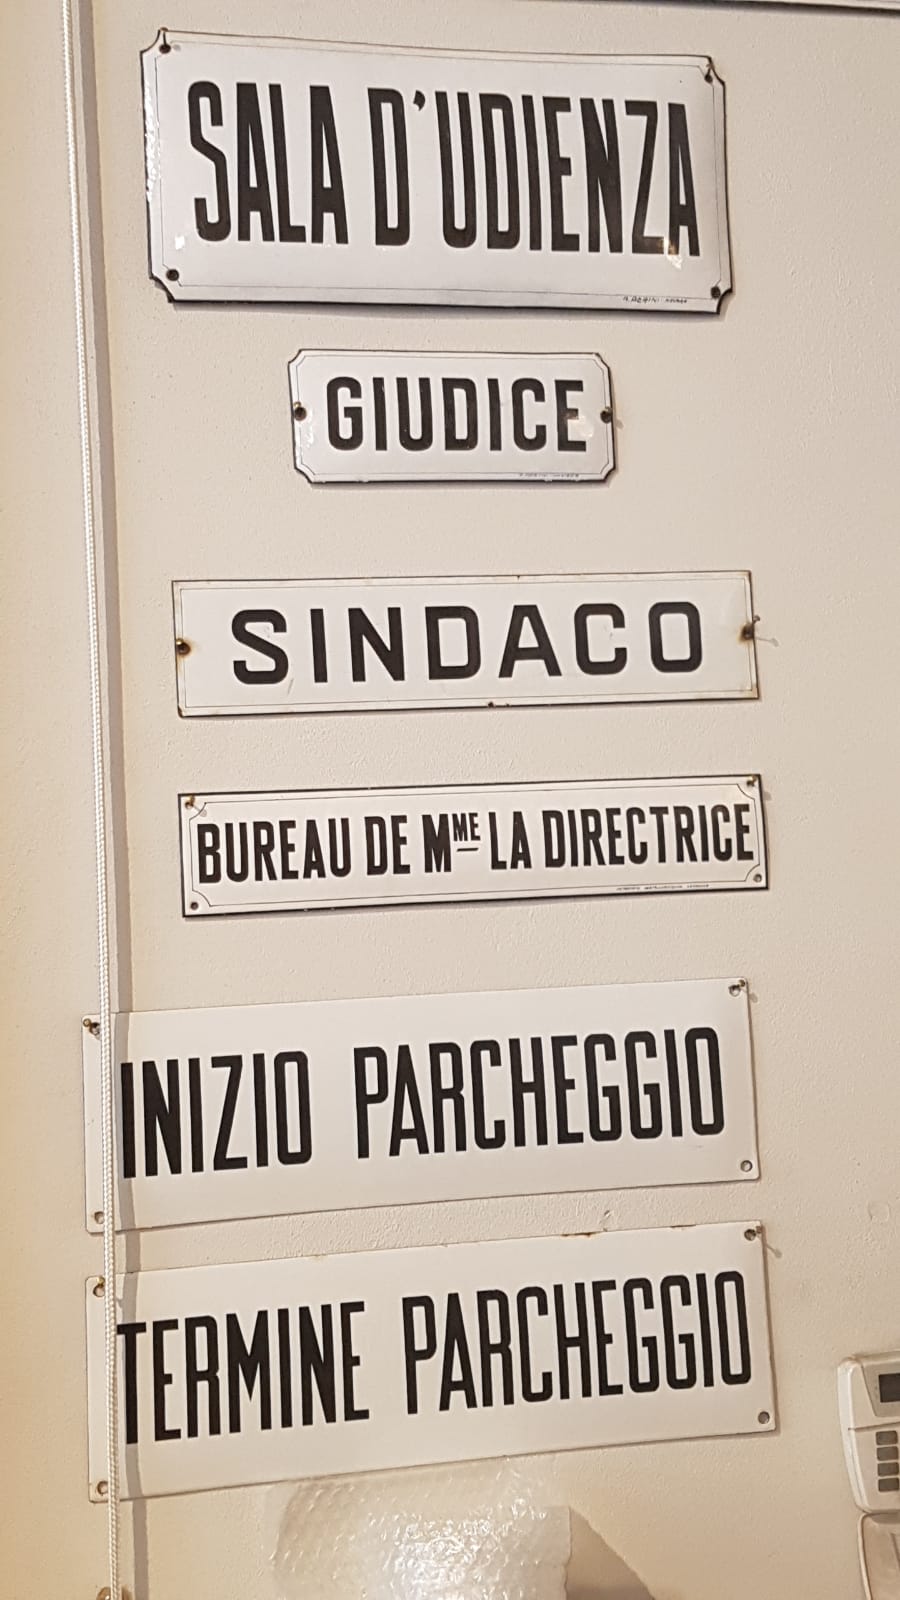 SALA D'UDIENZA
GIUDICE
SINDACO
BUREAU DE MME LA DIRECTRICE
INIZIO PARCHEGGIO
TERMINE PARCHEGGIO